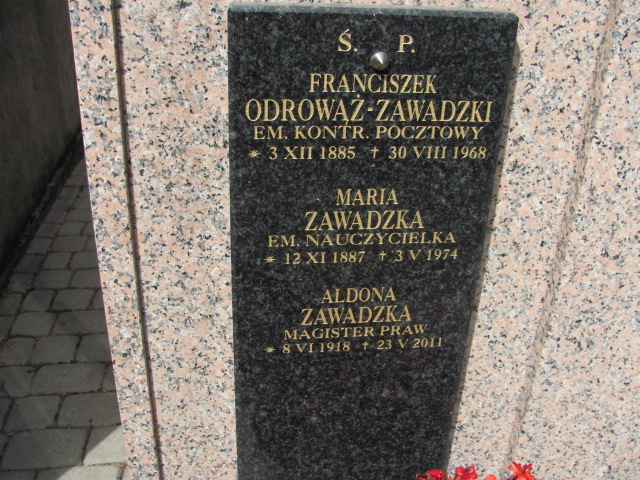 Ś. P.
FRANCISZEK
ODROWĄŻ-ZAWADZKI
EM. KONTR. POCZTOWY
* 3 XII 1885 † 30 VIII 1968
MARIA
ZAWADZKA
EM. NAUCZYCIELKA
* 12 XI 1887 † 3 V 1974
ALDONA
ZAWADZKA
MAGISTER PRAW
* 8 VI 1918 † 23 V 2011